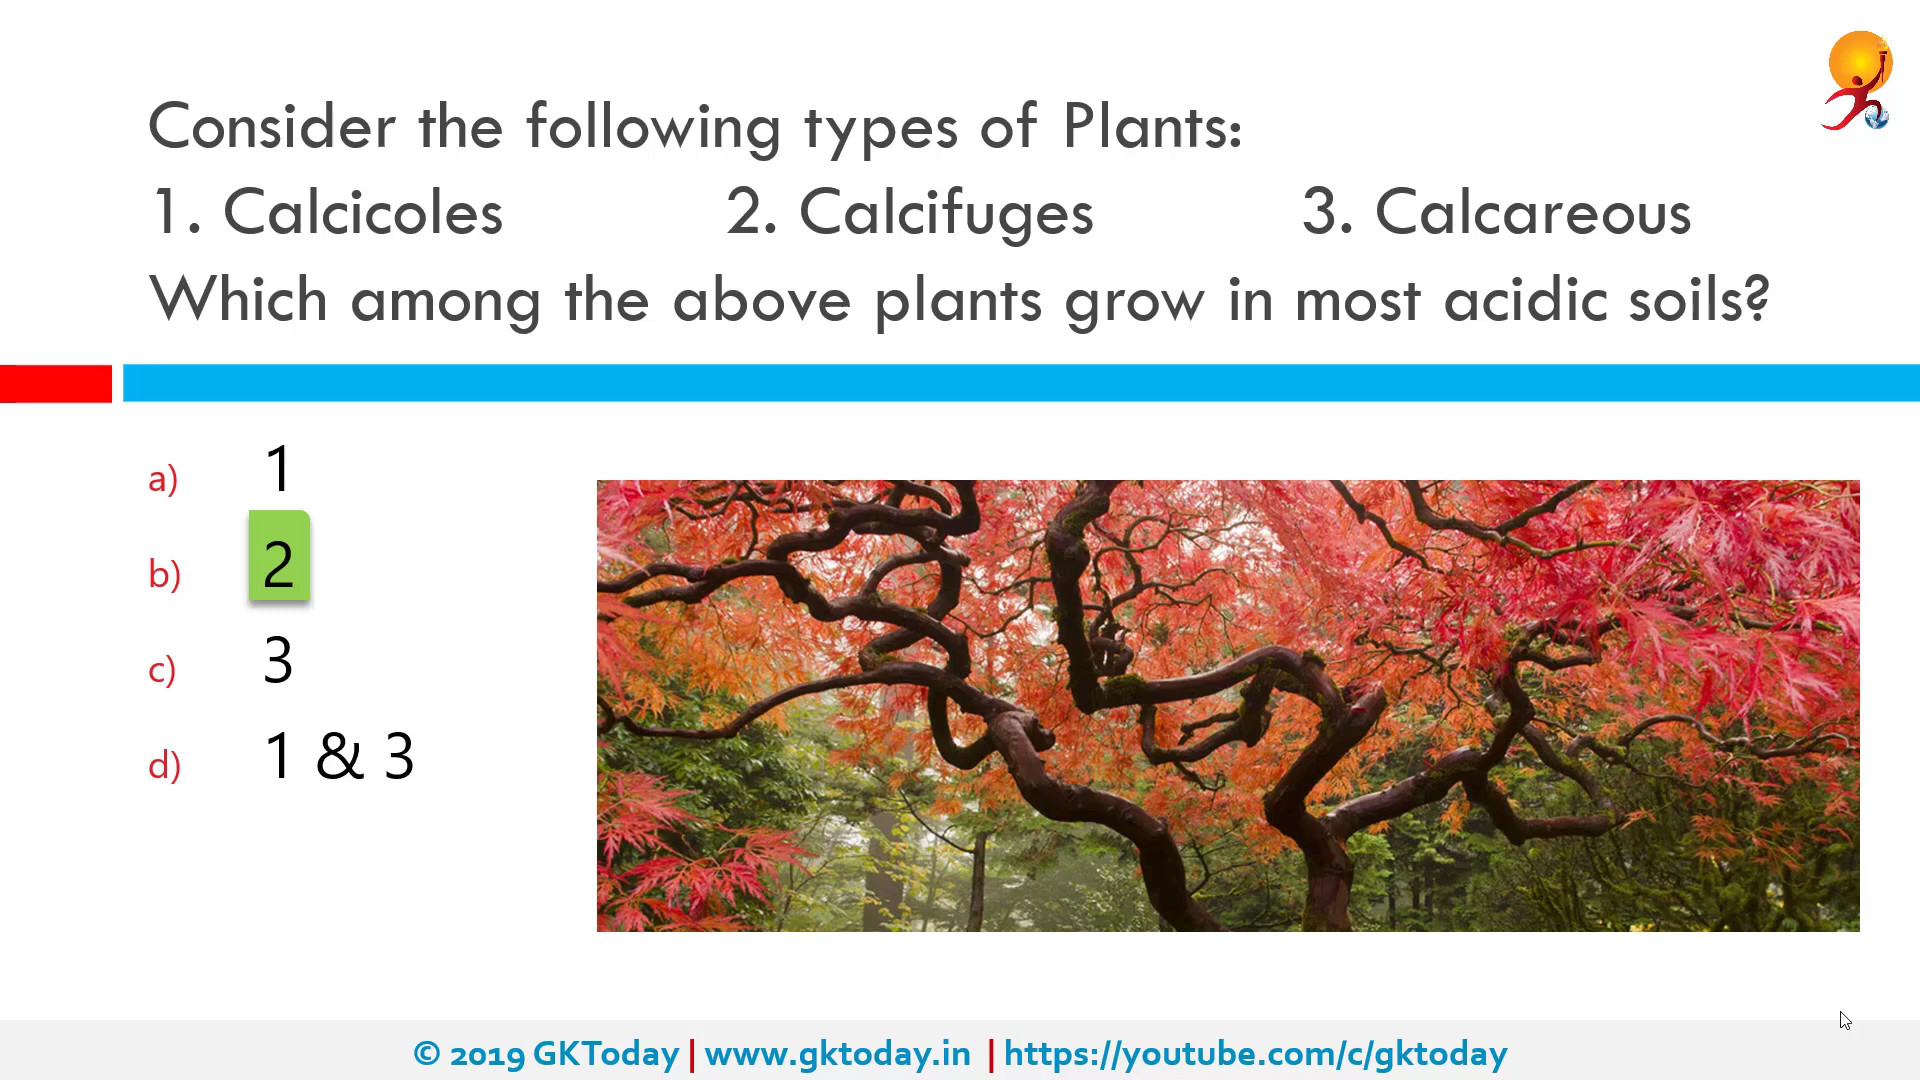 Consider the following types of Plants:
1. Calcicoles 2. Calcifuges 3. Calcareous
Which among the above plants grow in most acidic soils?
a) 1
b) 2
c) 3
d) 1 & 3
© 2019 GKToday | www.gktoday.in | https://youtube.com/c/gktoday